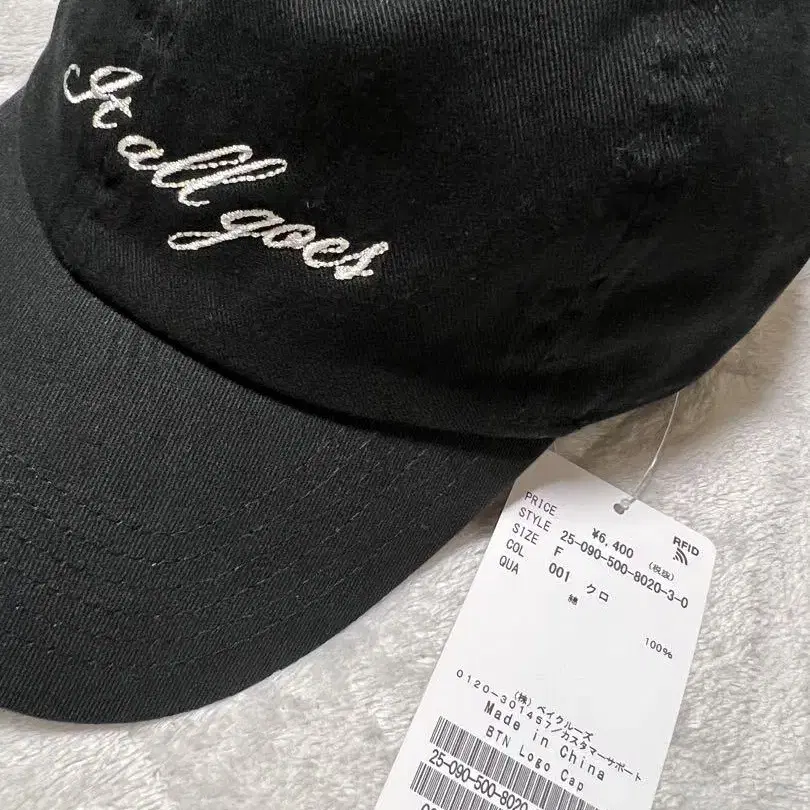 It all goes
PRICE ¥6,400 (税抜)
STYLE 25-090-500-8020-3-0
SIZE F
COL 001 クロ
QUA 綿 100%
RFID
(株)ベイクルーズ
0120-301457/カスタマーサポート
Made in China
BTN Logo Cap
25-090-500-8020